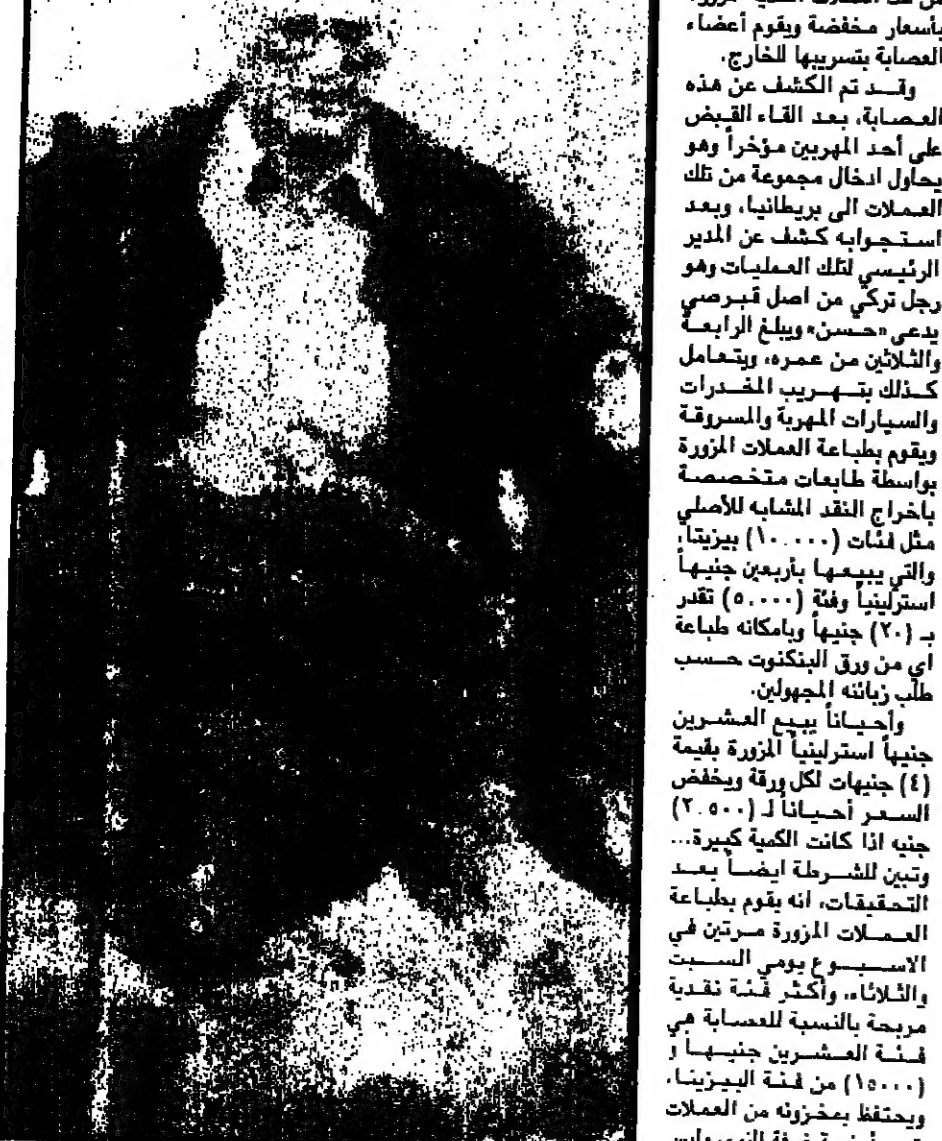 بأسعار مخفضة ويقوم أعضاء
العصابة بتسريبها للخارج.
وقد تم الكشف عن هذه
العصابة، بعد القاء القبض
على أحد المهربين مؤخراً وهو
يحاول ادخال مجموعة من تلك
العملات الى بريطانيا، وبعد
استجوابه كشف عن المدير
الرئيسي لتلك العمليات وهو
رجل تركي من اصل قبرصي
يدعى «حسن» ويبلغ الرابعة
والثلاثين من عمره، ويتعامل
كذلك بتهريب المخدرات
والسيارات المهربة والمسروقة
ويقوم بطباعة العملات المزورة
بواسطة طابعات متخصصة
باخراج النقد المشابه للأصلي
مثل فئات (١٠.٠٠٠) بيزيتا،
والتي يبيعها بأربعين جنيهاً
استرلينياً وفئة (٥.٠٠٠) تقدر
بـ (٢٠) جنيهاً وبامكانه طباعة
اي من ورق البنكنوت حسب
طلب زبائنه المجهولين.
وأحياناً يبيع العشرين
جنيهاً استرلينياً المزورة بقيمة
(٤) جنيهات لكل ورقة ويخفض
السعر أحياناً لـ (٢.٥٠٠)
جنيه اذا كانت الكمية كبيرة...
وتبين للشرطة ايضاً بعد
التحقيقات، انه يقوم بطباعة
العملات المزورة مرتين في
الاسبوع يومي السبت
والثلاثاء، وأكثر فئة نقدية
مربحة بالنسبة للعصابة هي
فئة العشرين جنيهاً و
(١٥٠٠٠) من فئة البيزيتا،
ويحتفظ بمخزونه من العملات